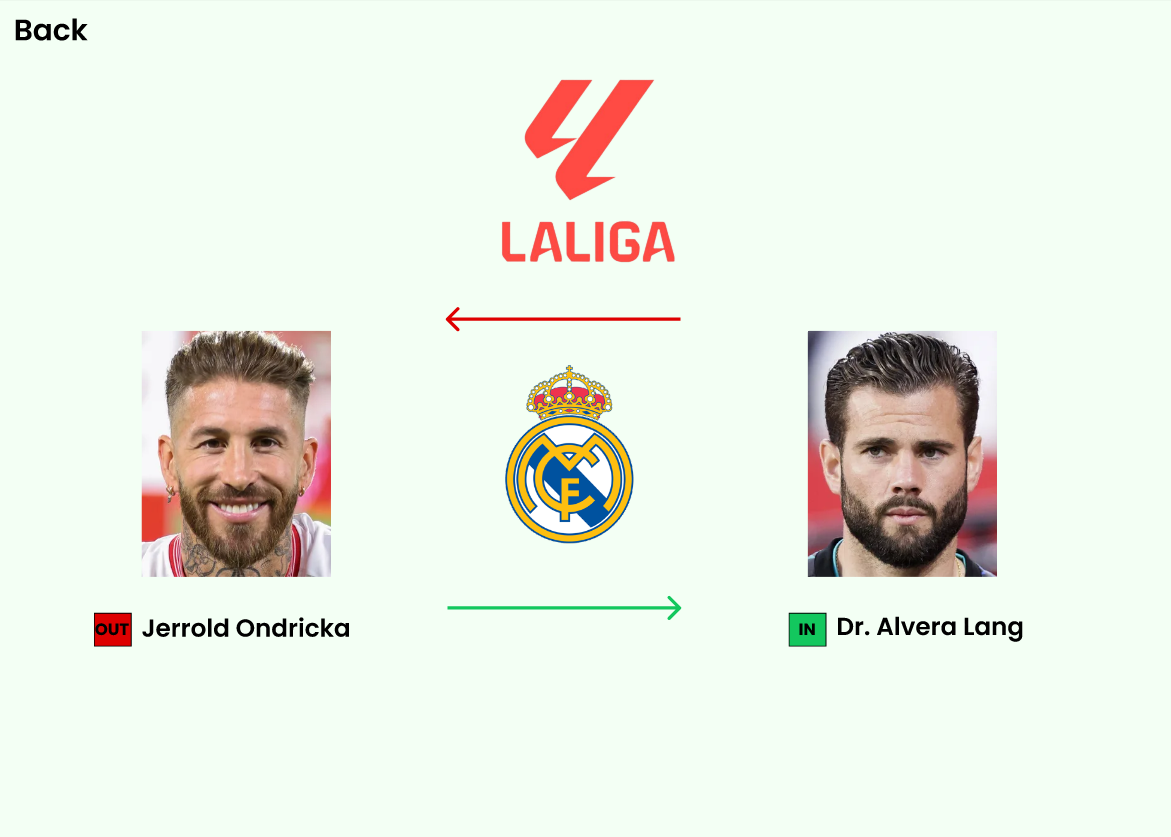 Back
LALIGA
OUT Jerrold Ondricka
IN Dr. Alvera Lang